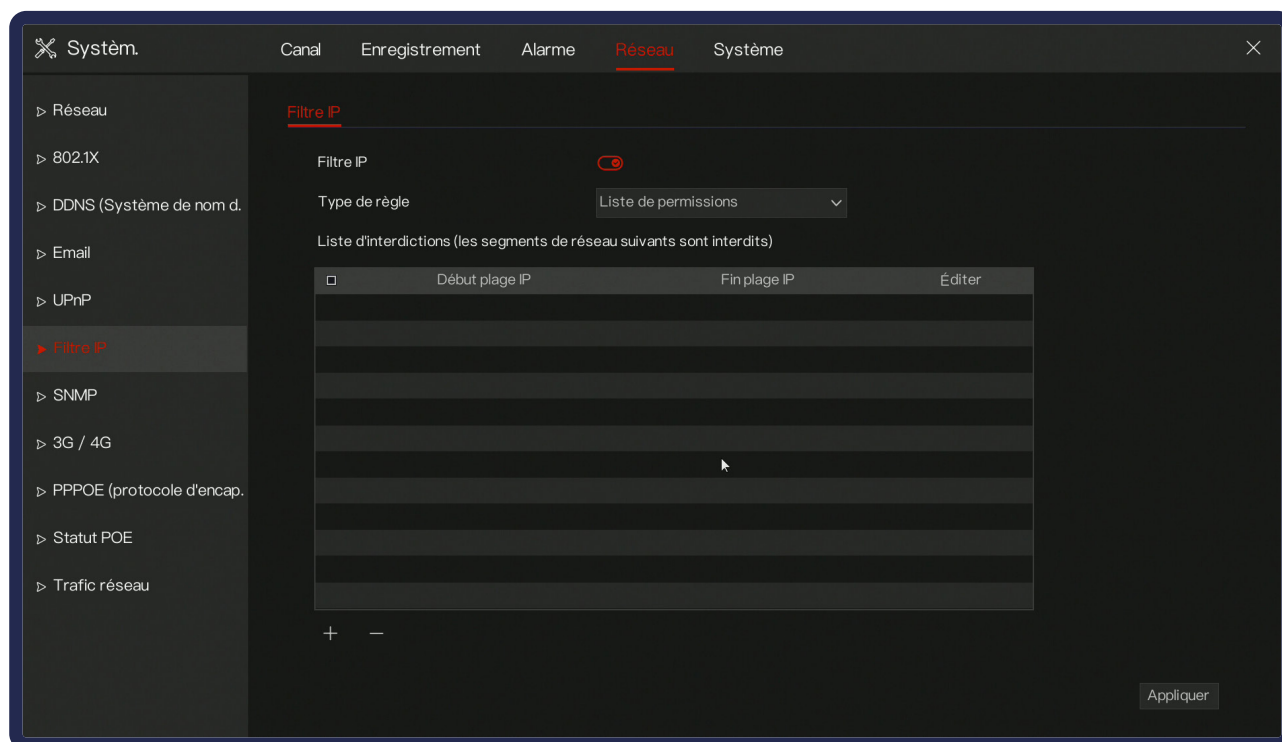 Systèm.
Canal Enregistrement Alarme Réseau Système
Réseau
802.1X
DDNS (Système de nom d.
Email
UPnP
Filtre IP
SNMP
3G / 4G
PPPOE (protocole d'encap.
Statut POE
Trafic réseau
Filtre IP
Filtre IP
Type de règle Liste de permissions
Liste d'interdictions (les segments de réseau suivants sont interdits)
Début plage IP Fin plage IP Éditer
Appliquer